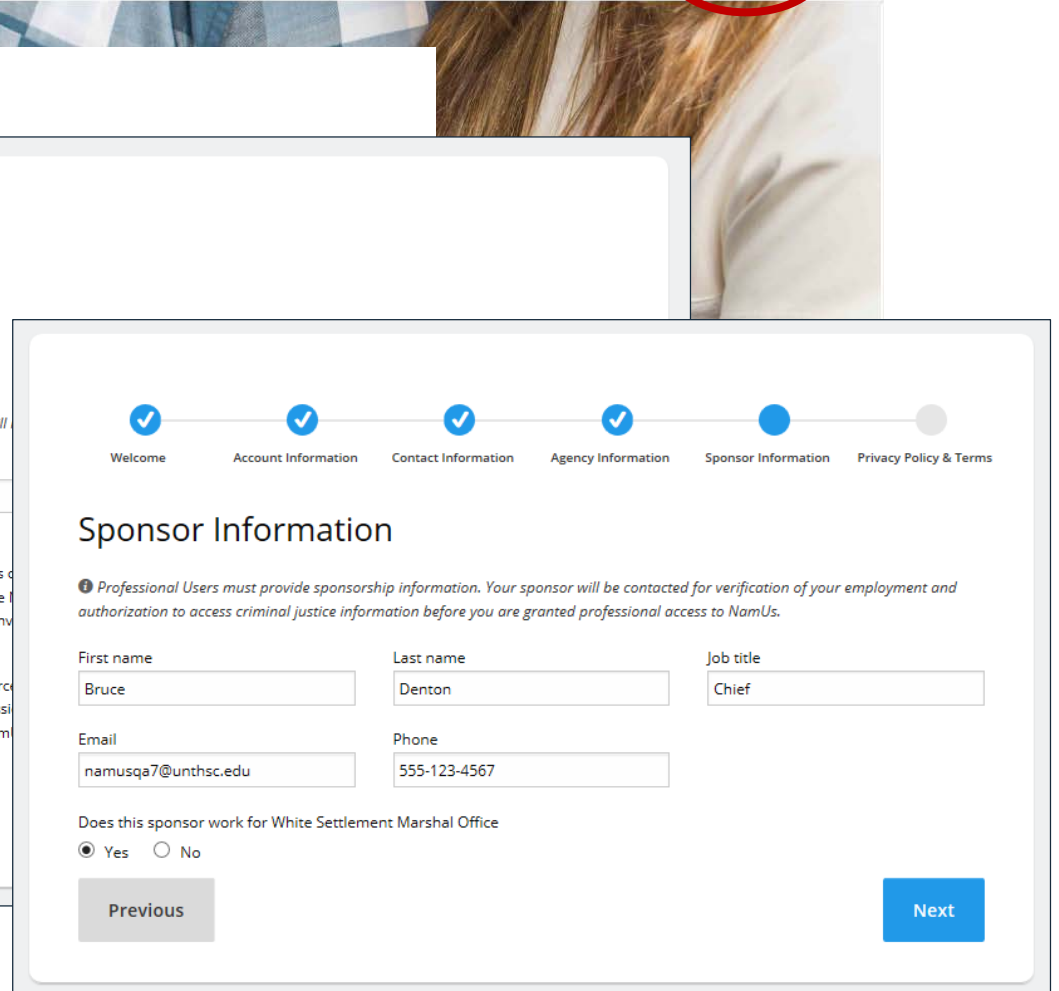 Welcome Account Information Contact Information Agency Information Sponsor Information Privacy Policy & Terms
Sponsor Information
Professional Users must provide sponsorship information. Your sponsor will be contacted for verification of your employment and
authorization to access criminal justice information before you are granted professional access to NamUs.
First name Last name Job title
Bruce Denton Chief
Email Phone
namusqa7@unthsc.edu 555-123-4567
Does this sponsor work for White Settlement Marshal Office
Yes No
Previous Next